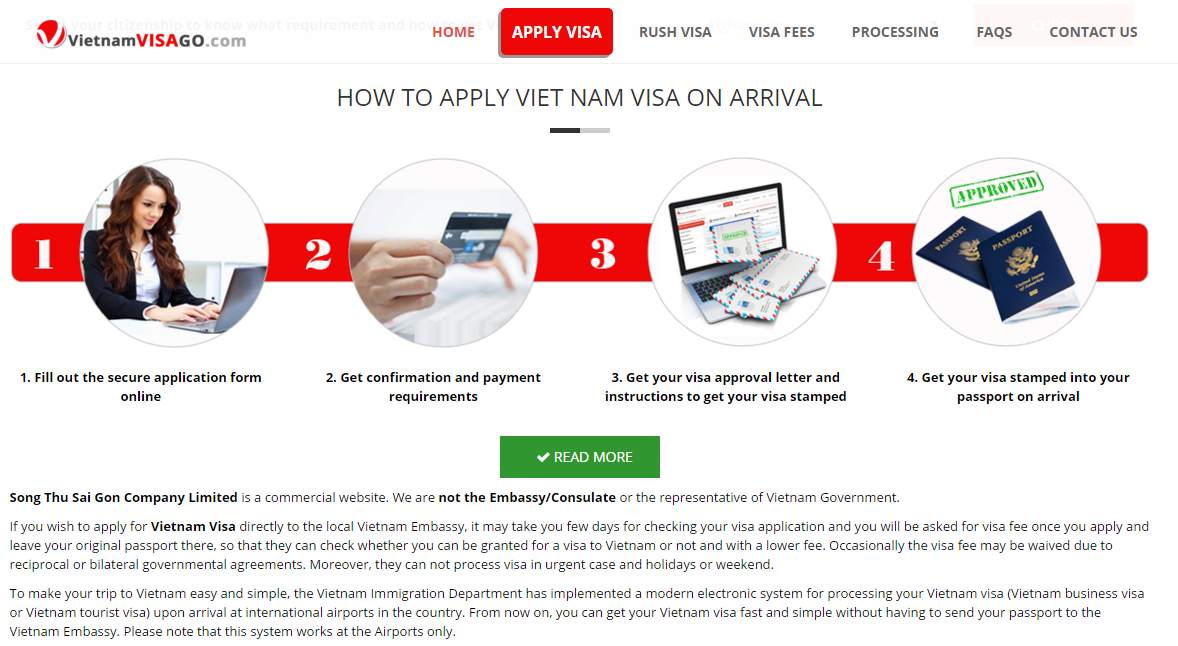 your citizenship to know what requirement and how to get V
VietnamVISAGO.com
HOME
APPLY VISA
RUSH VISA
VISA FEES
PROCESSING
FAQS
CONTACT US
HOW TO APPLY VIET NAM VISA ON ARRIVAL
1
2
3
4
APPROVED
PASSPORT
PASSPORT
United States
of America
APPROVED
1. Fill out the secure application form
online
2. Get confirmation and payment
requirements
3. Get your visa approval letter and
instructions to get your visa stamped
4. Get your visa stamped into your
passport on arrival
READ MORE
Song Thu Sai Gon Company Limited is a commercial website. We are not the Embassy/Consulate or the representative of Vietnam Government.
If you wish to apply for Vietnam Visa directly to the local Vietnam Embassy, it may take you few days for checking your visa application and you will be asked for visa fee once you apply and
leave your original passport there, so that they can check whether you can be granted for a visa to Vietnam or not and with a lower fee. Occasionally the visa fee may be waived due to
reciprocal or bilateral governmental agreements. Moreover, they can not process visa in urgent case and holidays or weekend.
To make your trip to Vietnam easy and simple, the Vietnam Immigration Department has implemented a modern electronic system for processing your Vietnam visa (Vietnam business visa
or Vietnam tourist visa) upon arrival at international airports in the country. From now on, you can get your Vietnam visa fast and simple without having to send your passport to the
Vietnam Embassy. Please note that this system works at the Airports only.